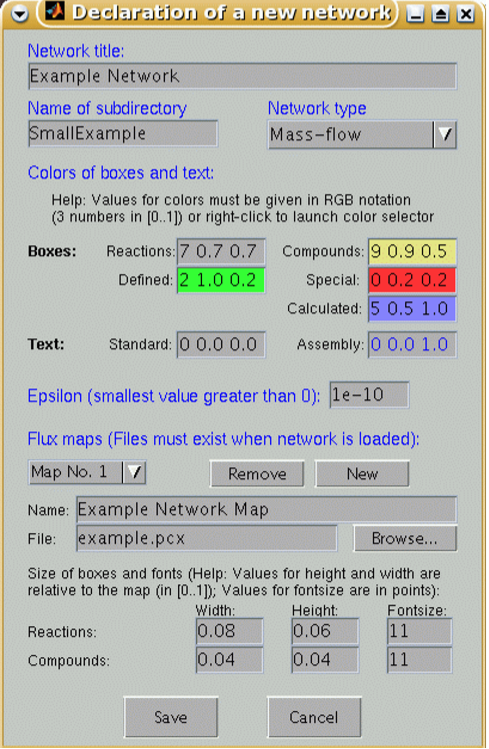 Declaration of a new network
Network title:
Example Network
Name of subdirectory Network type
SmallExample Mass-flow
Colors of boxes and text:
Help: Values for colors must be given in RGB notation
(3 numbers in [0..1]) or right-click to launch color selector
Boxes: Reactions: 7 0.7 0.7 Compounds: 9 0.9 0.5
Defined: 2 1.0 0.2 Special: 0 0.2 0.2
Calculated: 5 0.5 1.0
Text: Standard: 0 0.0 0.0 Assembly: 0 0.0 1.0
Epsilon (smallest value greater than 0): 1e-10
Flux maps (Files must exist when network is loaded):
Map No. 1 Remove New
Name: Example Network Map
File: example.pcx Browse...
Size of boxes and fonts (Help: Values for height and width are
relative to the map (in [0..1]); Values for fontsize are in points):
Width: Height: Fontsize:
Reactions: 0.08 0.06 11
Compounds: 0.04 0.04 11
Save Cancel